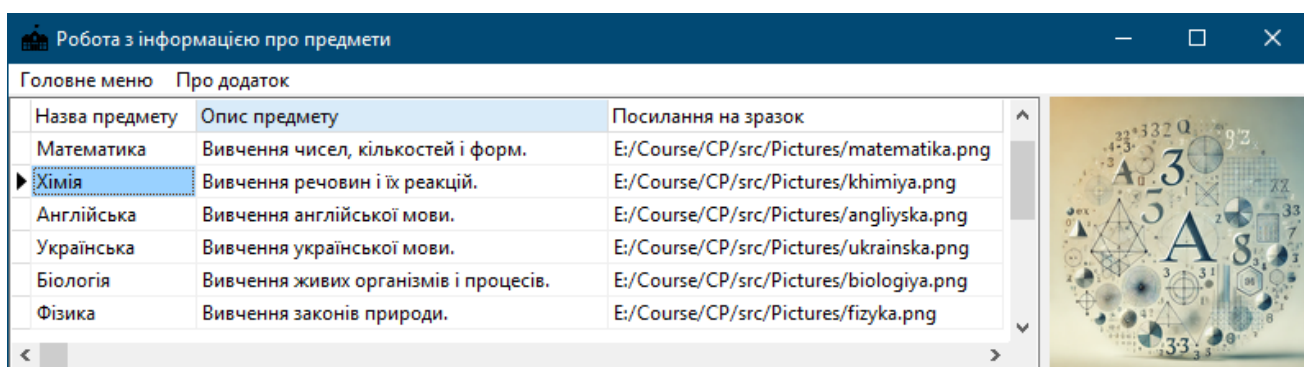 Робота з інформацією про предмети
Головне меню Про додаток
Назва предмету Опис предмету Посилання на зразок
Математика Вивчення чисел, кількостей і форм. E:/Course/CP/src/Pictures/matematika.png
Хімія Вивчення речовин і їх реакцій. E:/Course/CP/src/Pictures/khimiya.png
Англійська Вивчення англійської мови. E:/Course/CP/src/Pictures/angliyska.png
Українська Вивчення української мови. E:/Course/CP/src/Pictures/ukrainska.png
Біологія Вивчення живих організмів і процесів. E:/Course/CP/src/Pictures/biologiya.png
Фізика Вивчення законів природи. E:/Course/CP/src/Pictures/fizyka.png